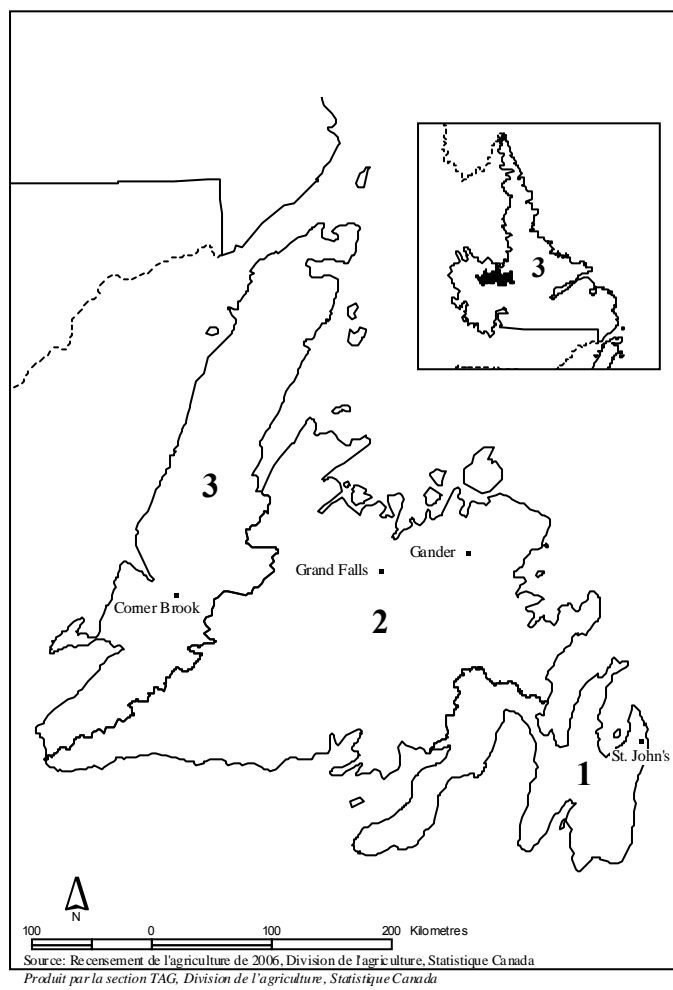 3
3
Gander
Grand Falls
Corner Brook
2
St. John's
1
N
100 0 100 200 Kilometres
Source: Recensement de l'agriculture de 2006, Division de l'agriculture, Statistique Canada
Produit par la section TAG, Division de l'agriculture, Statistique Canada